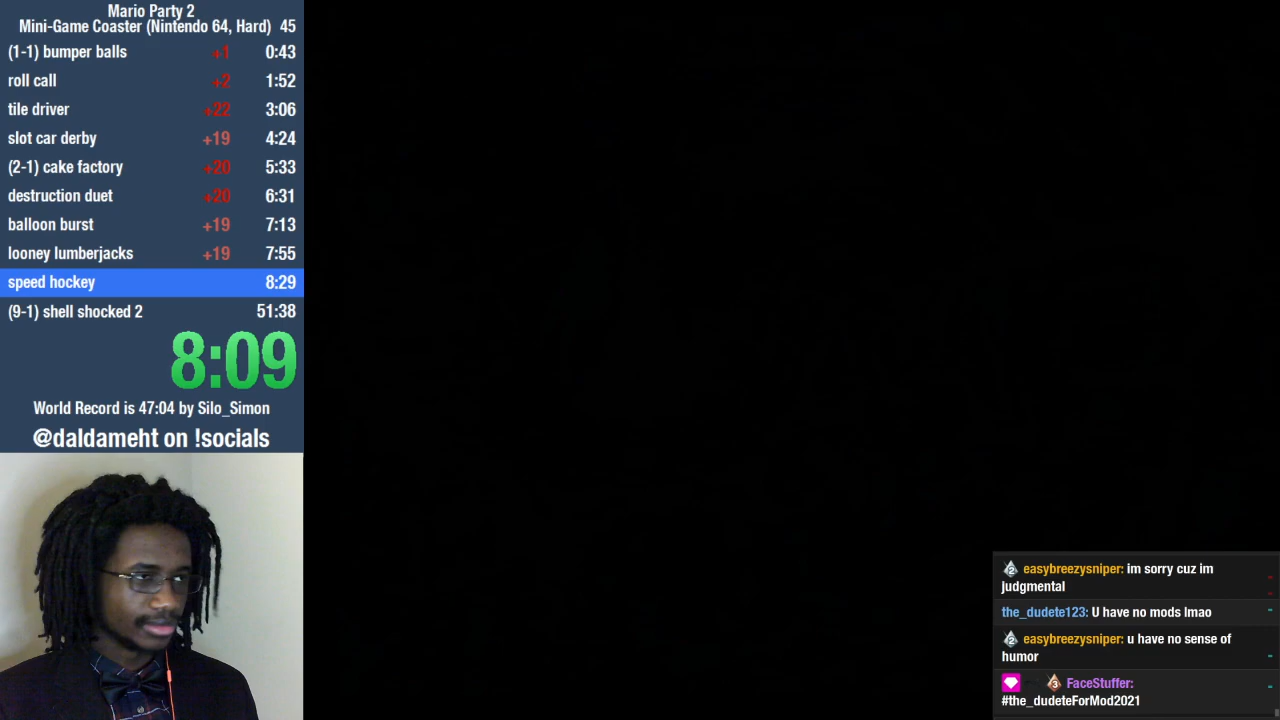 Mario Party 2
Mini-Game Coaster (Nintendo 64, Hard) 45
(1-1) bumper balls +1 0:43
roll call +2 1:52
tile driver +22 3:06
slot car derby +19 4:24
(2-1) cake factory +20 5:33
destruction duet +20 6:31
balloon burst +19 7:13
looney lumberjacks +19 7:55
speed hockey 8:29
(9-1) shell shocked 2 51:38
8:09
World Record is 47:04 by Silo_Simon
@daldameht on !socials
2 easybreezysniper: im sorry cuz im
judgmental
the_dudete123: U have no mods lmao
2 easybreezysniper: u have no sense of
humor
3 FaceStuffer:
#the_dudeteForMod2021